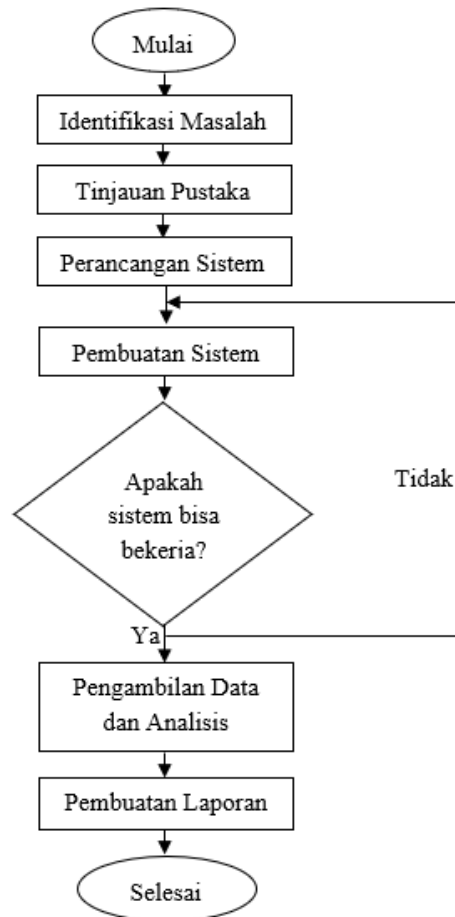 Mulai
Identifikasi Masalah
Tinjauan Pustaka
Perancangan Sistem
Pembuatan Sistem
Apakah
sistem bisa
bekeria?
Tidak
Ya
Pengambilan Data
dan Analisis
Pembuatan Laporan
Selesai